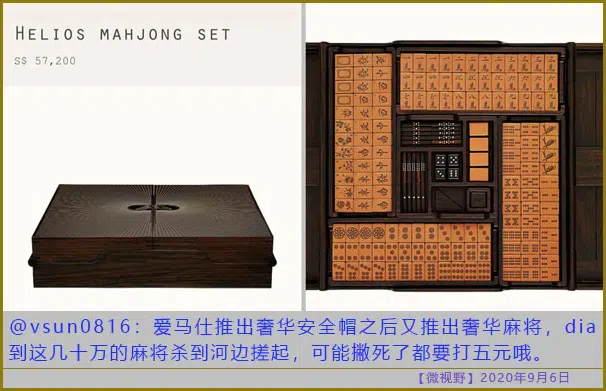 HELIOS MAHJONG SET
S$ 57,200
@vsun0816：爱马仕推出奢华安全帽之后又推出奢华麻将，dia
到这几十万的麻将杀到河边搓起，可能撇死了都要打五元哦。
【微视野】2020年9月6日